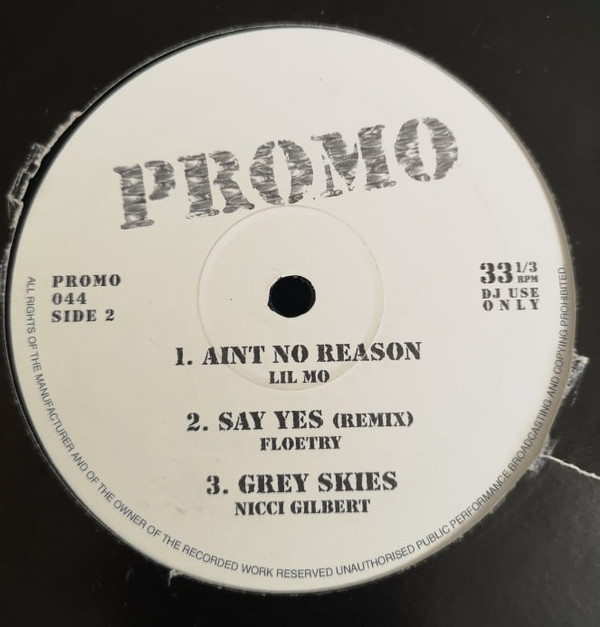 PROMO
PROMO
044
SIDE 2
33 1/3
RPM
DJ USE
ONLY
1. AINT NO REASON
LIL MO
2. SAY YES (REMIX)
FLOETRY
3. GREY SKIES
NICCI GILBERT
ALL RIGHTS OF THE MANUFACTURER AND OF THE OWNER OF THE RECORDED WORK RESERVED UNAUTHORISED PUBLIC PERFORMANCE BROADCASTING AND COPYING PROHIBITED